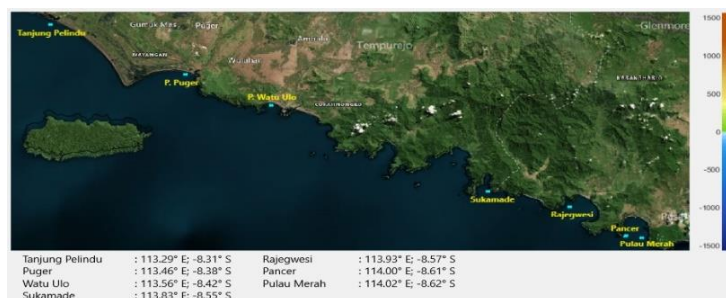 1500
1000
500
0
-500
-1000
-1500
Tanjung Pelindu
Gumuk Mas
Puger
Glenmore
Tempurejo
P. Puger
P. Watu Ulo
Sukamade
Rajegwesi
Pancer
Pulau Merah
Tanjung Pelindu : 113.29° E; -8.31° S Rajegwesi : 113.93° E; -8.57° S
Puger : 113.46° E; -8.38° S Pancer : 114.00° E; -8.61° S
Watu Ulo : 113.56° E; -8.42° S Pulau Merah : 114.02° E; -8.62° S
Sukamade : 113.83° E; -8.55° S